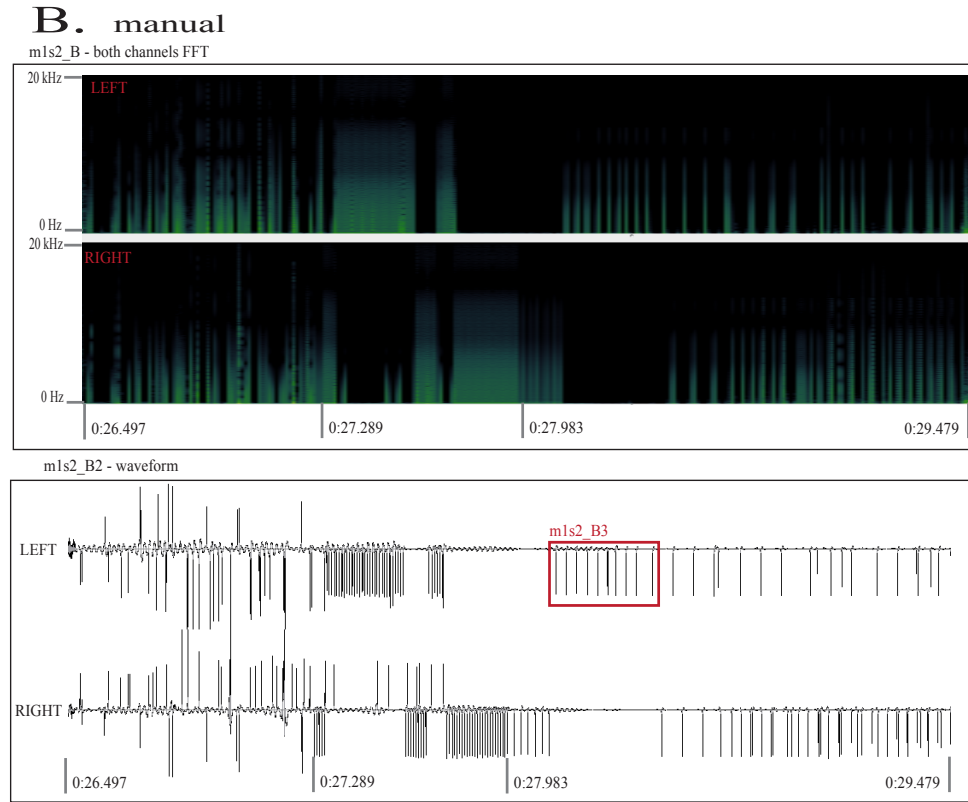 B. manual
m1s2_B - both channels FFT
20 kHz
LEFT
0 Hz
20 kHz
RIGHT
0 Hz
0:26.497 0:27.289 0:27.983 0:29.479
m1s2_B2 - waveform
m1s2_B3
LEFT
RIGHT
0:26.497 0:27.289 0:27.983 0:29.479